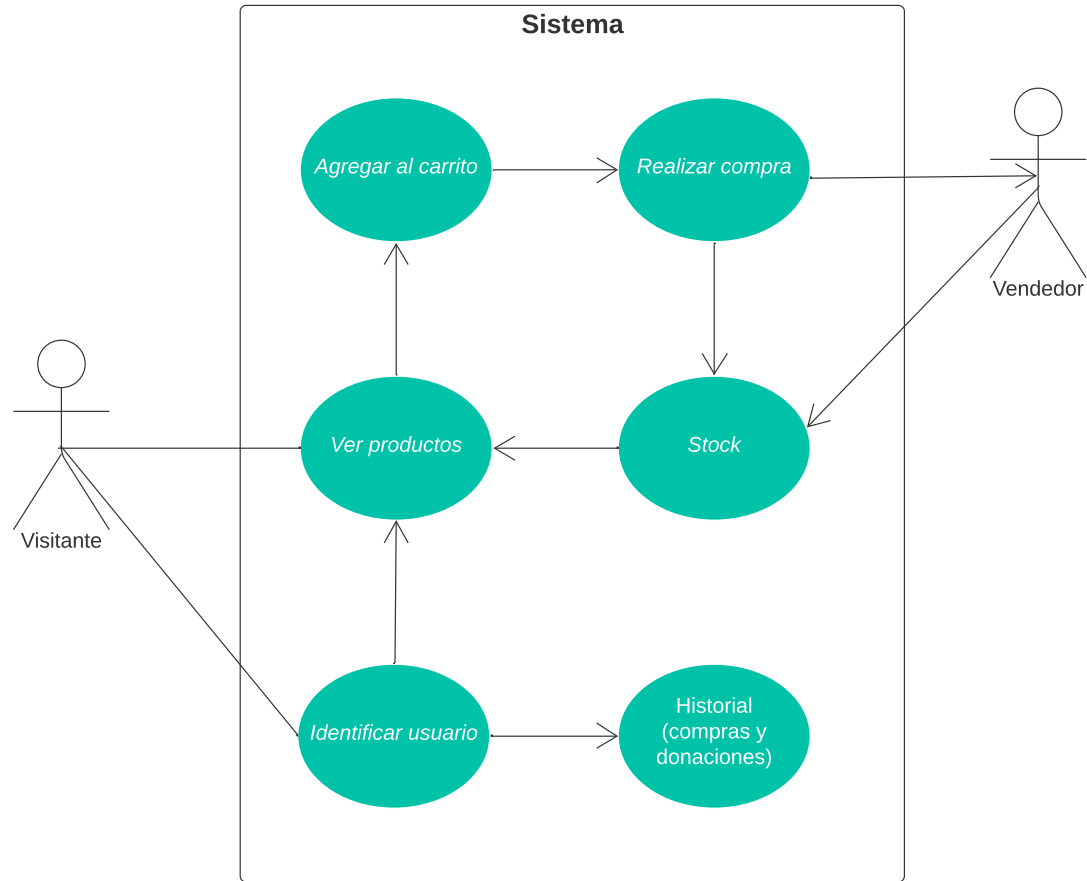 Sistema
Agregar al carrito
Realizar compra
Vendedor
Ver productos
Stock
Visitante
Identificar usuario
Historial
(compras y
donaciones)